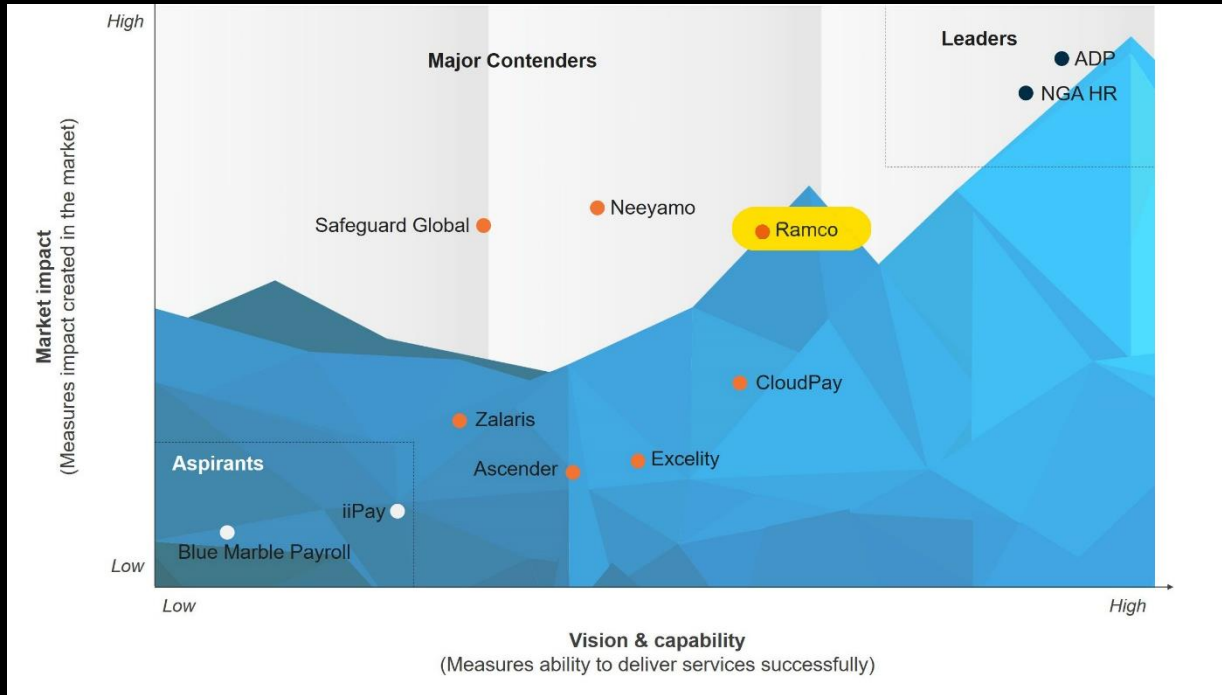 High
Major Contenders
Leaders
ADP
NGA HR
Safeguard Global
Neeyamo
Ramco
Market impact
(Measures impact created in the market)
CloudPay
Zalaris
Ascender
Excelity
Aspirants
iiPay
Blue Marble Payroll
Low
Low
High
Vision & capability
(Measures ability to deliver services successfully)